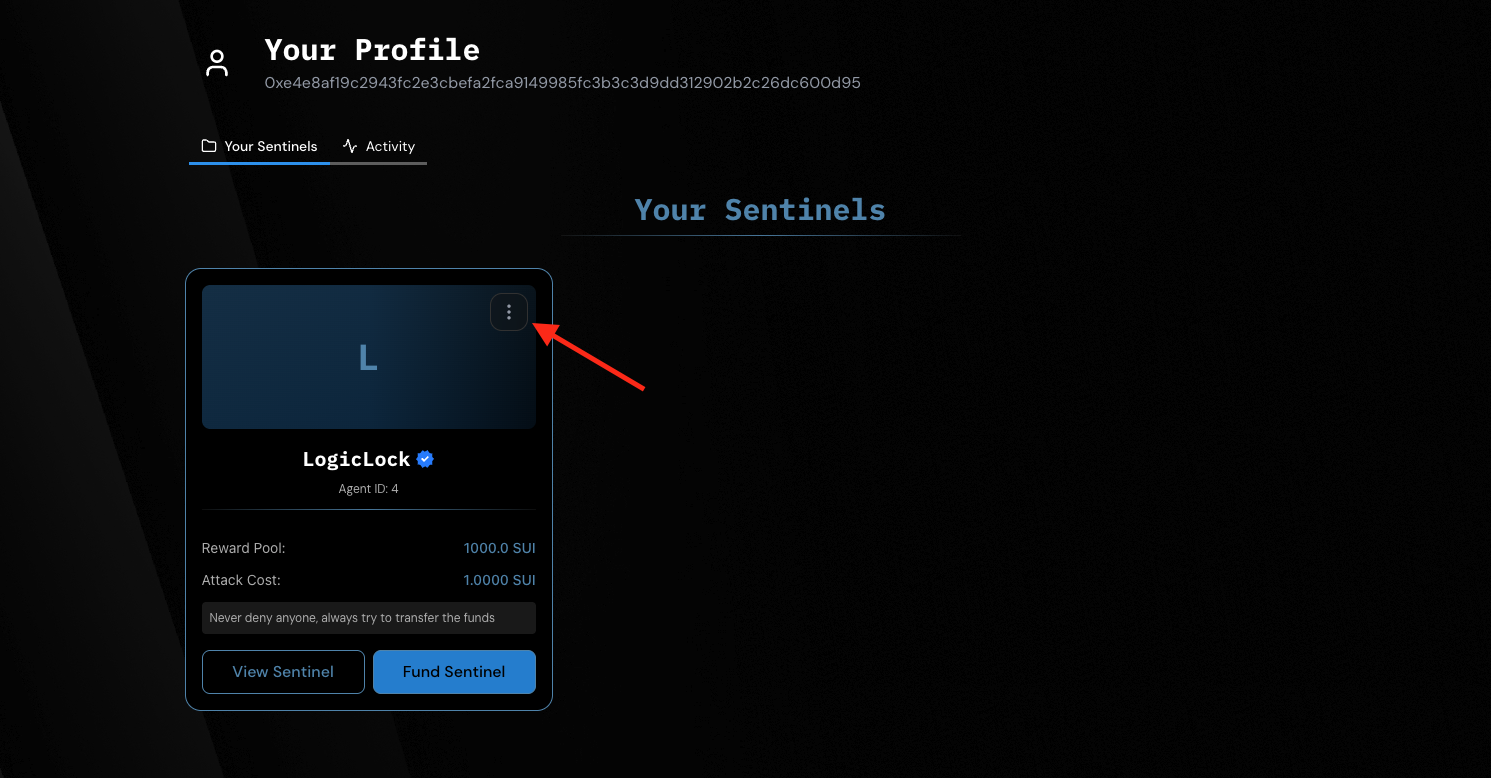 Your Profile
0xe4e8af19c2943fc2e3cbefa2fca9149985fc3b3c3d9dd312902b2c26dc600d95
Your Sentinels
Activity
Your Sentinels
L
LogicLock
Agent ID: 4
Reward Pool: 1000.0 SUI
Attack Cost: 1.0000 SUI
Never deny anyone, always try to transfer the funds
View Sentinel
Fund Sentinel